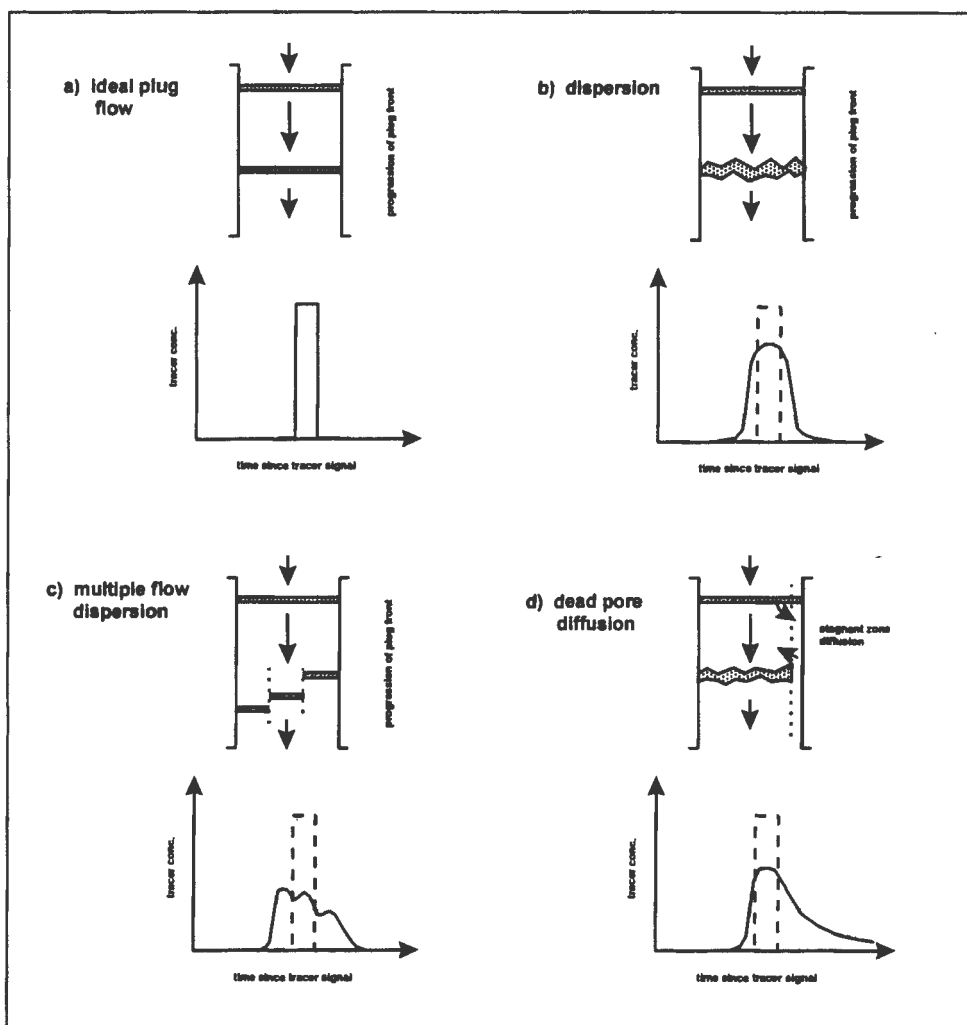 a) ideal plug
flow
progression of plug front
tracer conc.
time since tracer signal
b) dispersion
progression of plug front
tracer conc.
time since tracer signal
c) multiple flow
dispersion
progression of plug front
tracer conc.
time since tracer signal
d) dead pore
diffusion
stagnant zone
diffusion
tracer conc.
time since tracer signal